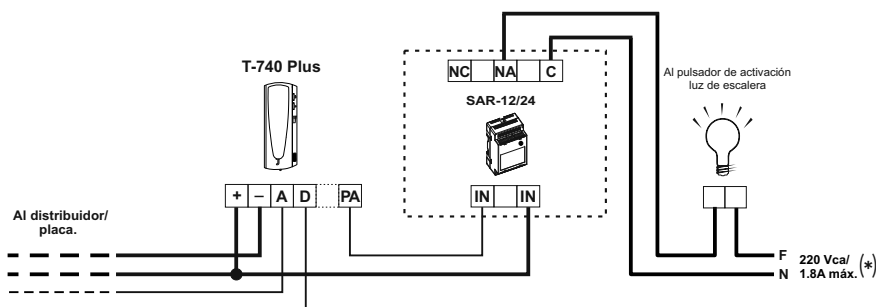 T-740 Plus
NC NA C
SAR-12/24
Al pulsador de activación
luz de escalera
+ – A D PA
IN IN
Al distribuidor/
placa.
F
N
220 Vca/
1.8A máx.
(*)